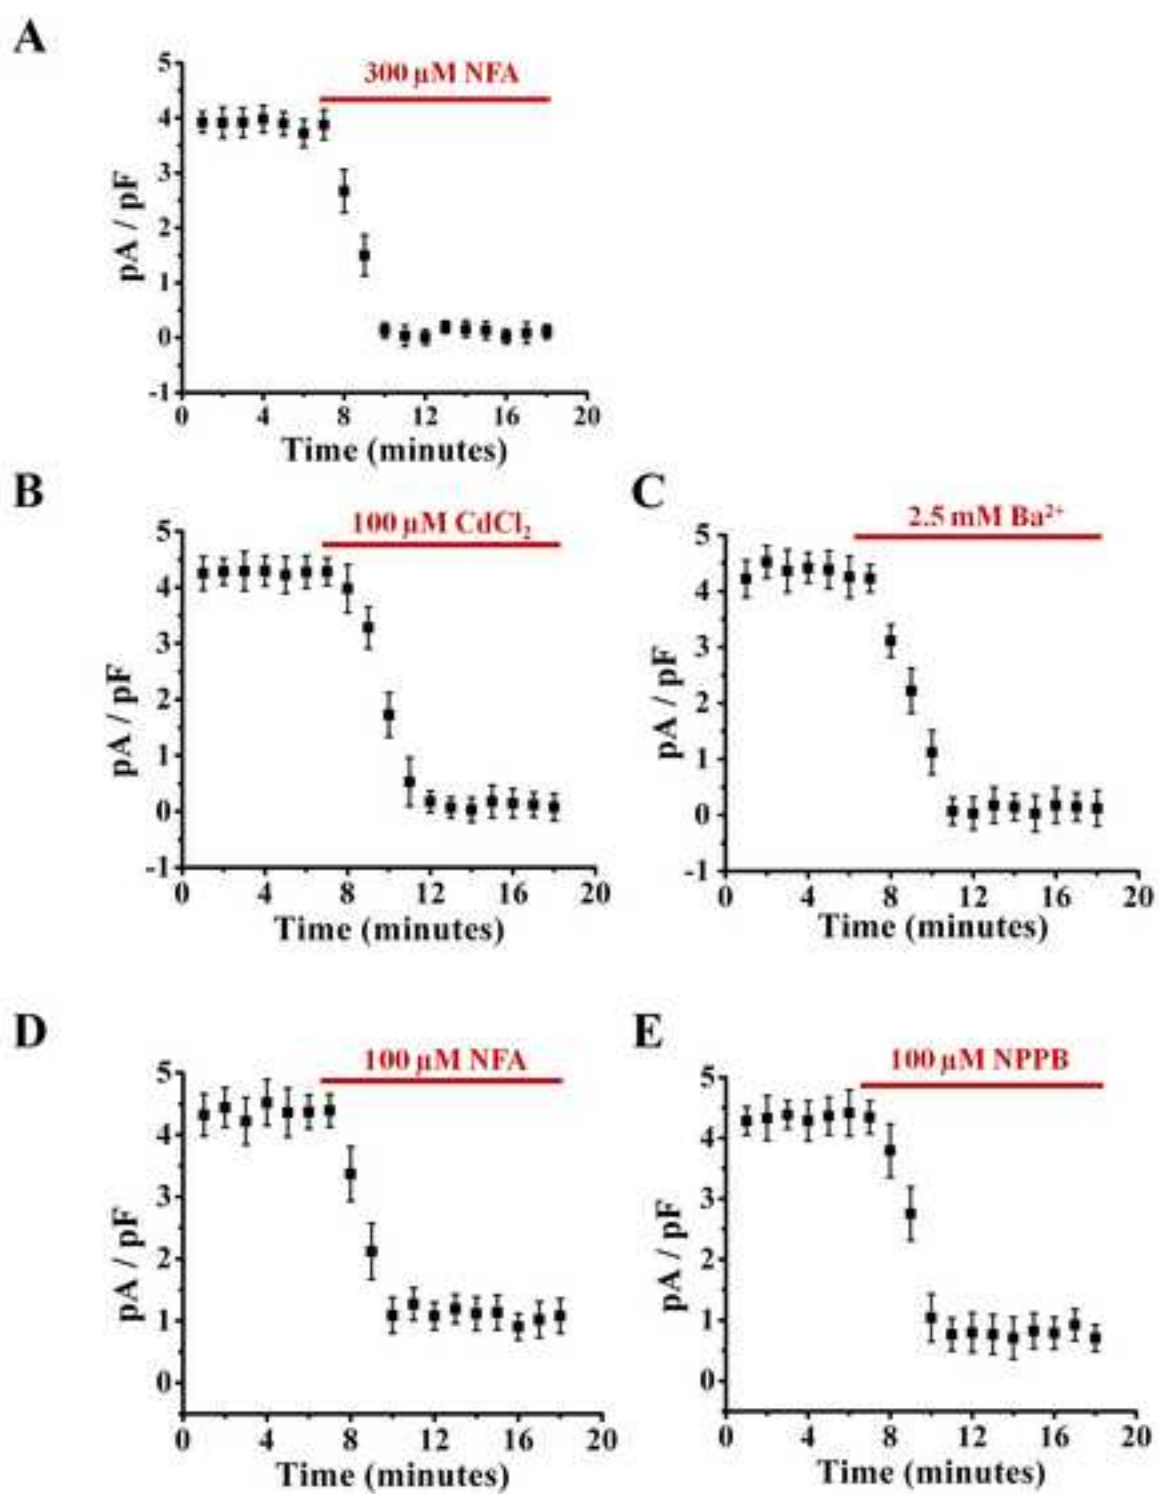 A
300 µM NFA
5
4
3
2
1
0
-1
pA / pF
0 4 8 12 16 20
Time (minutes)
B
100 µM CdCl₂
5
4
3
2
1
0
-1
pA / pF
0 4 8 12 16 20
Time (minutes)
C
2.5 mM Ba²⁺
5
4
3
2
1
0
-1
pA / pF
0 4 8 12 16 20
Time (minutes)
D
100 µM NFA
5
4
3
2
1
0
pA / pF
0 4 8 12 16 20
Time (minutes)
E
100 µM NPPB
5
4
3
2
1
0
pA / pF
0 4 8 12 16 20
Time (minutes)